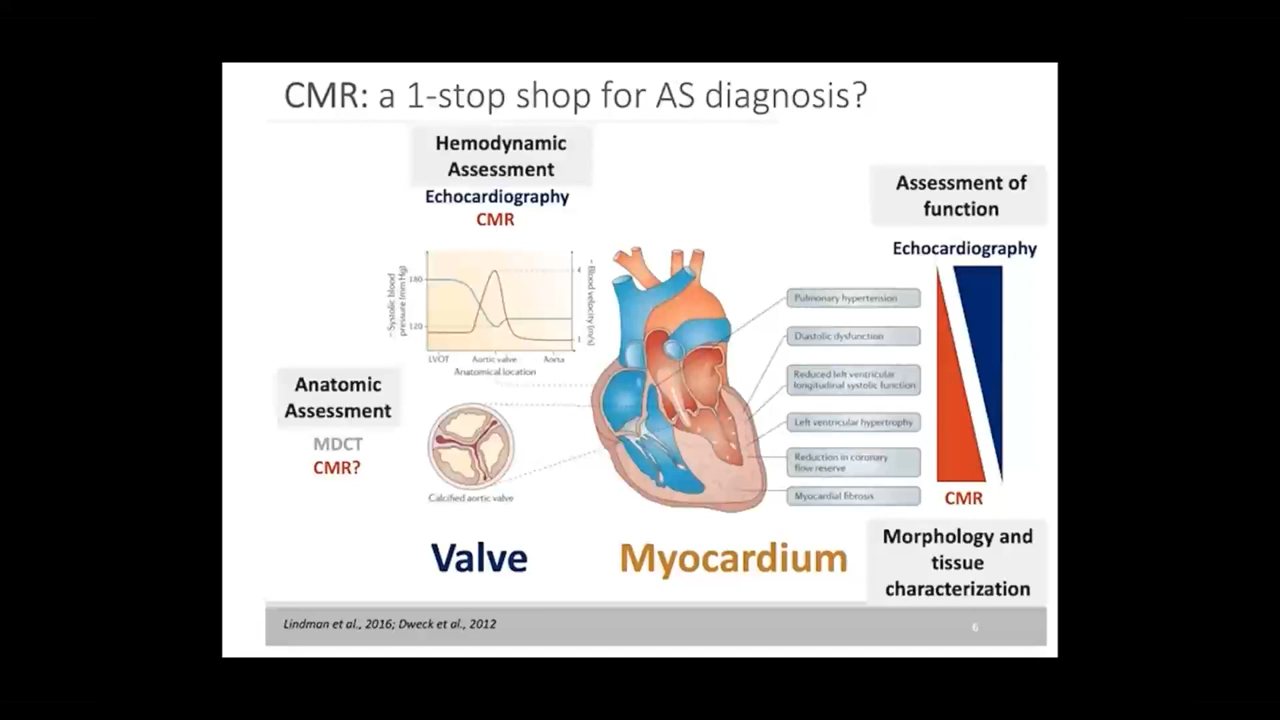 CMR: a 1-stop shop for AS diagnosis?
Hemodynamic
Assessment
Echocardiography
CMR
Systolic blood
pressure (mm Hg)
180
120
4
1
Blood velocity (m/s)
LVOT
Aortic valve
Aorta
Anatomical location
Anatomic
Assessment
MDCT
CMR?
Calcified aortic valve
Valve
Pulmonary hypertension
Diastolic dysfunction
Reduced left ventricular
longitudinal systolic function
Left ventricular hypertrophy
Reduction in coronary
flow reserve
Myocardial fibrosis
Myocardium
Assessment of
function
Echocardiography
CMR
Morphology and
tissue
characterization
Lindman et al., 2016; Dweck et al., 2012
6